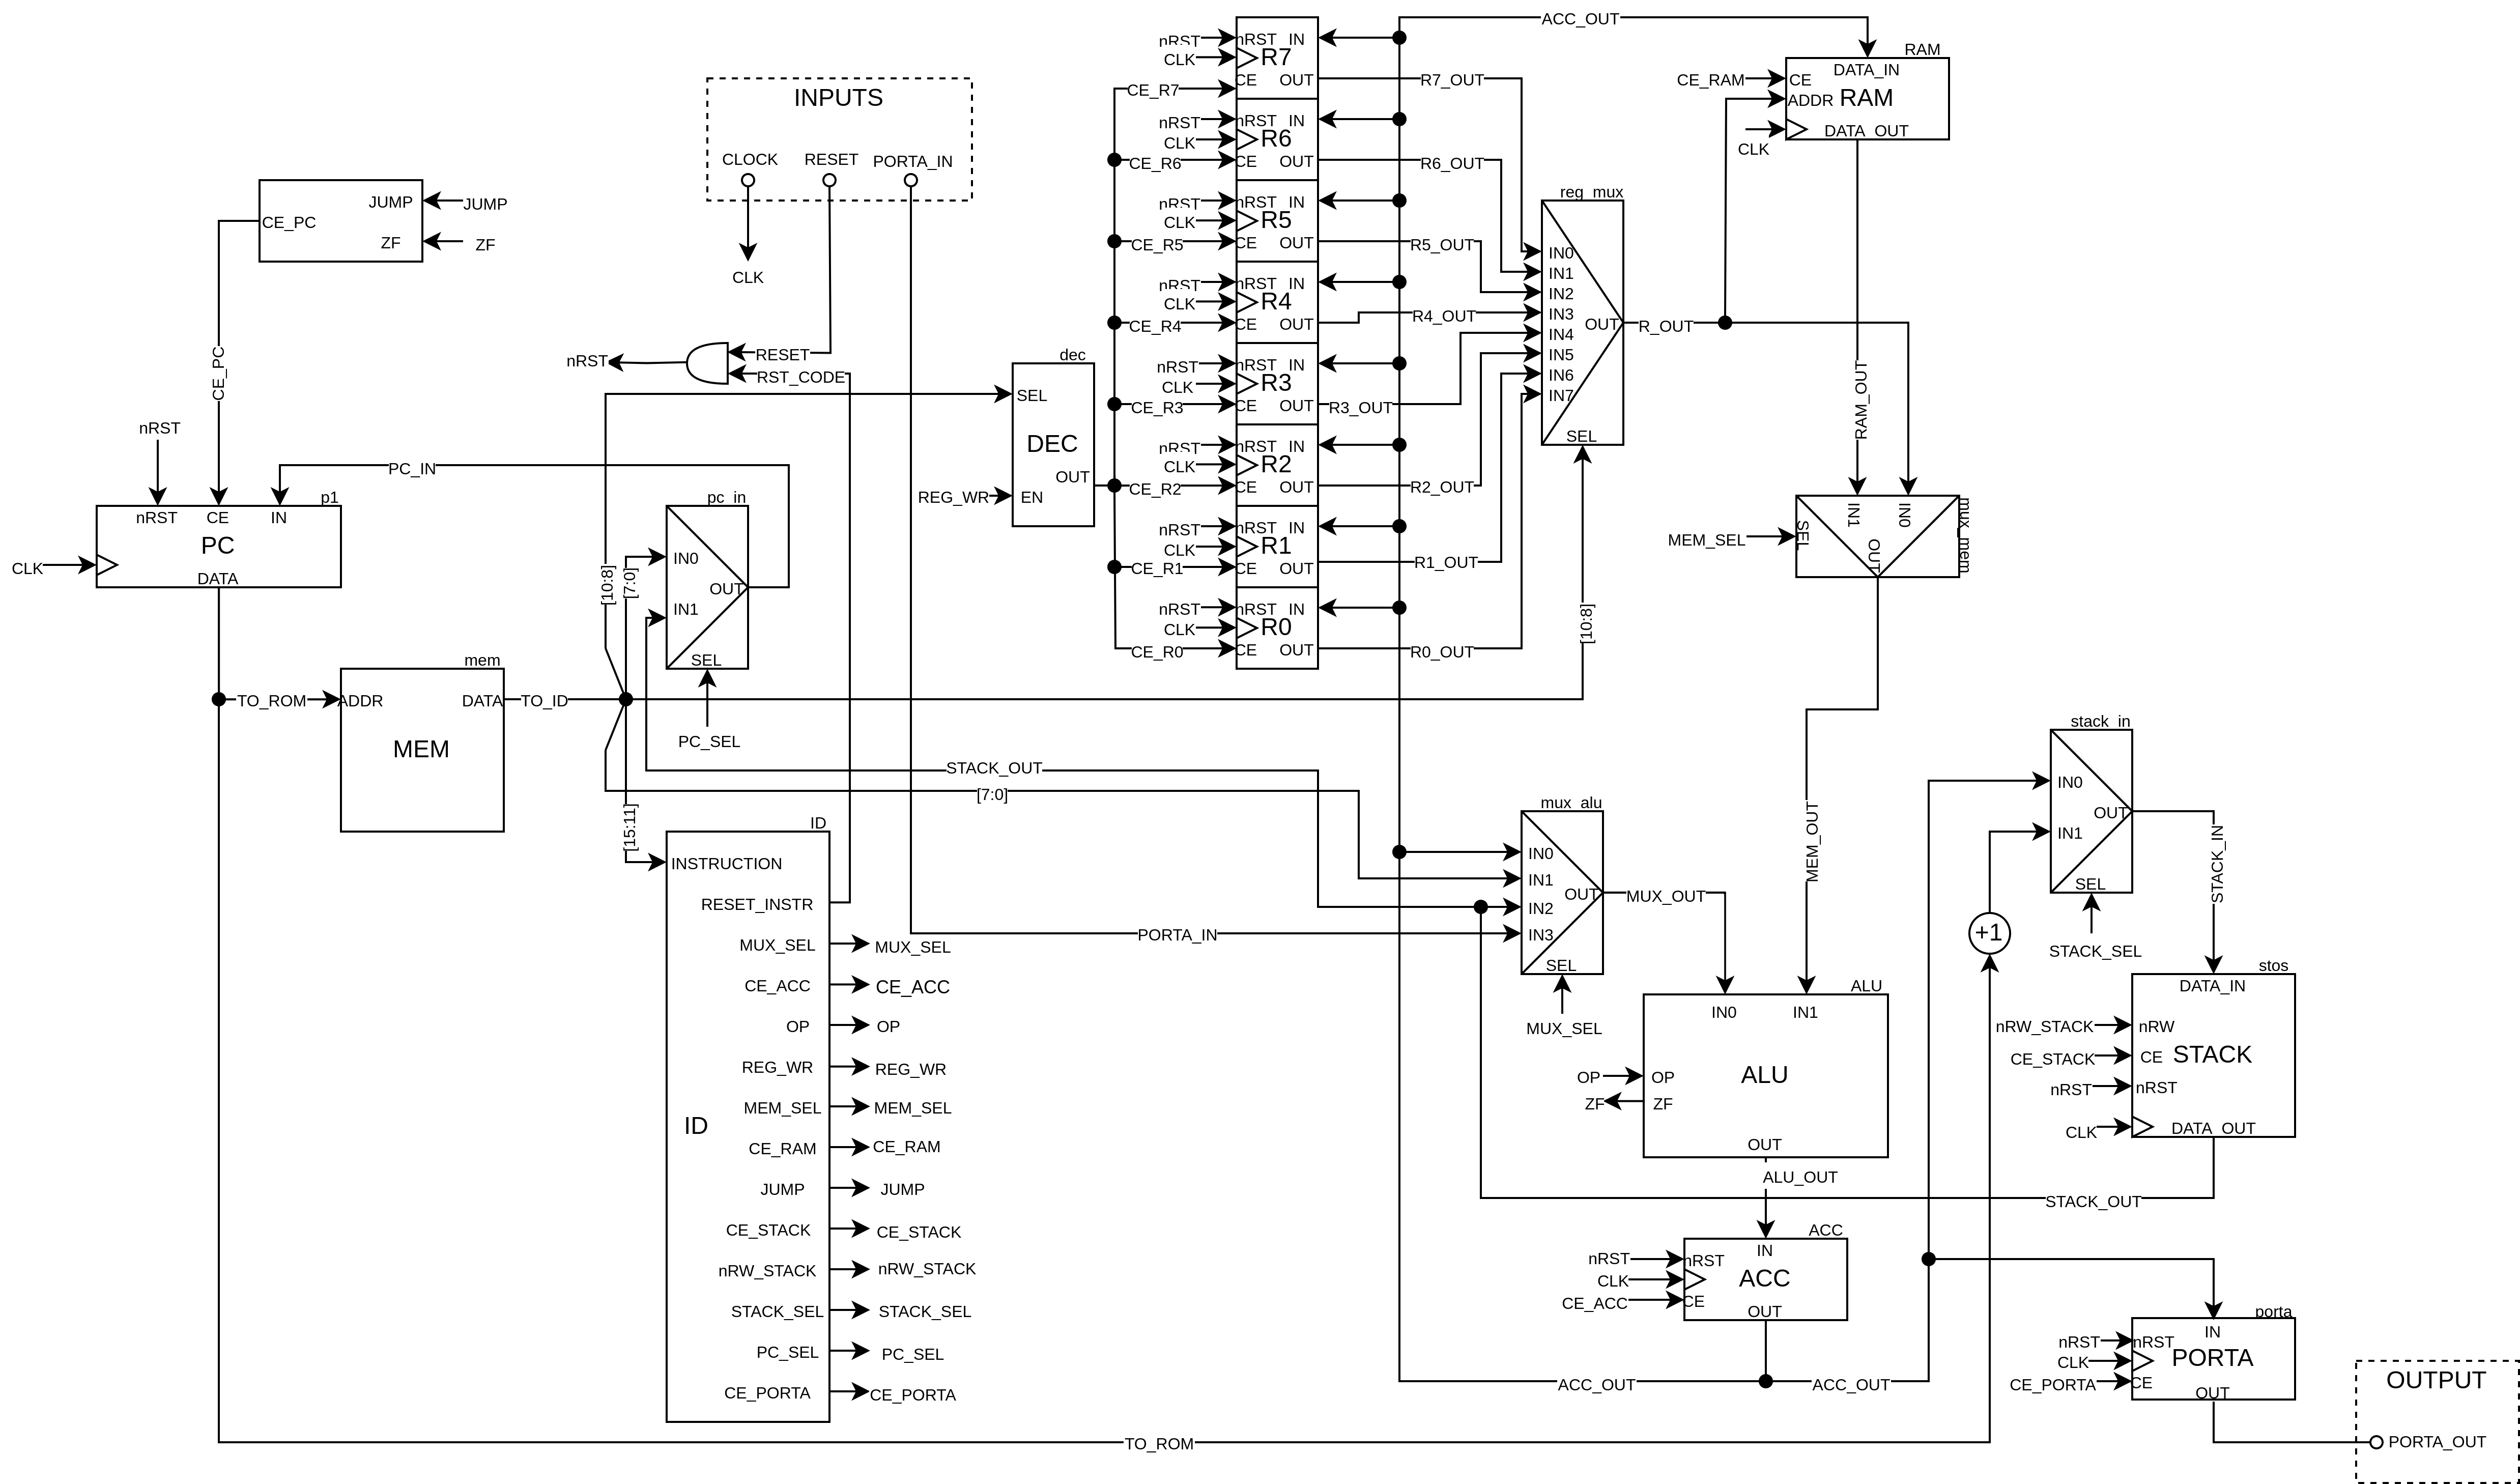 ACC_OUT
nRST
nRST IN
CLK
R7
CE_R7
CE OUT
R7_OUT
nRST
nRST IN
CLK
R6
CE_R6
CE OUT
R6_OUT
nRST
nRST IN
CLK
R5
CE_R5
CE OUT
R5_OUT
nRST
nRST IN
CLK
R4
CE_R4
CE OUT
R4_OUT
nRST
nRST IN
CLK
R3
CE_R3
CE OUT
R3_OUT
nRST
nRST IN
CLK
R2
CE_R2
CE OUT
R2_OUT
nRST
nRST IN
CLK
R1
CE_R1
CE OUT
R1_OUT
nRST
nRST IN
CLK
R0
CE_R0
CE OUT
R0_OUT
RAM
DATA_IN
CE_RAM
CE
ADDR
RAM
DATA_OUT
CLK
INPUTS
CLOCK
RESET
PORTA_IN
CLK
JUMP
JUMP
CE_PC
ZF
ZF
CE_PC
nRST
RESET
RST_CODE
dec
SEL
DEC
OUT
REG_WR
EN
reg_mux
IN0
IN1
IN2
IN3
IN4
IN5
IN6
IN7
OUT
SEL
R_OUT
RAM_OUT
[10:8]
nRST
PC_IN
p1
nRST
CE
IN
PC
CLK
DATA
pc_in
IN0
OUT
IN1
SEL
PC_SEL
[10:8]
[7:0]
mux_mem
IN1
IN0
SEL
OUT
MEM_SEL
mem
TO_ROM
ADDR
DATA
TO_ID
MEM
STACK_OUT
[7:0]
[15:11]
MEM_OUT
stack_in
IN0
OUT
IN1
SEL
STACK_SEL
STACK_IN
+1
mux_alu
IN0
IN1
OUT
IN2
IN3
SEL
MUX_OUT
MUX_SEL
PORTA_IN
ID
INSTRUCTION
RESET_INSTR
MUX_SEL
MUX_SEL
CE_ACC
CE_ACC
OP
OP
REG_WR
REG_WR
MEM_SEL
MEM_SEL
ID
CE_RAM
CE_RAM
JUMP
JUMP
CE_STACK
CE_STACK
nRW_STACK
nRW_STACK
STACK_SEL
STACK_SEL
PC_SEL
PC_SEL
CE_PORTA
CE_PORTA
ALU
IN0
IN1
OP
OP
ALU
ZF
ZF
OUT
ALU_OUT
stos
DATA_IN
nRW_STACK
nRW
CE_STACK
CE
STACK
nRST
nRST
CLK
DATA_OUT
STACK_OUT
ACC
IN
nRST
nRST
CLK
ACC
CE_ACC
CE
OUT
ACC_OUT
ACC_OUT
porta
IN
nRST
nRST
CLK
PORTA
CE_PORTA
CE
OUT
OUTPUT
PORTA_OUT
TO_ROM